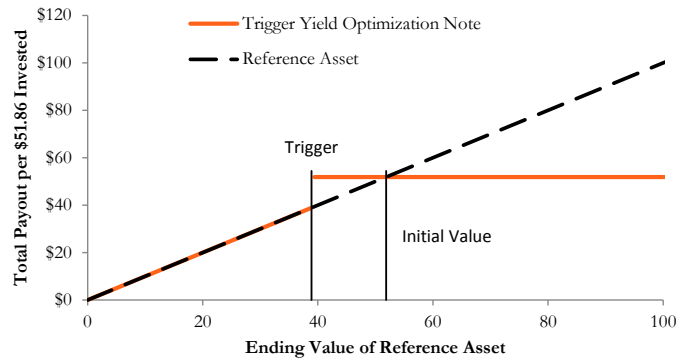 Total Payout per $51.86 Invested
$120
$100
$80
$60
$40
$20
$0
Trigger Yield Optimization Note
Reference Asset
Trigger
Initial Value
0
20
40
60
80
100
Ending Value of Reference Asset